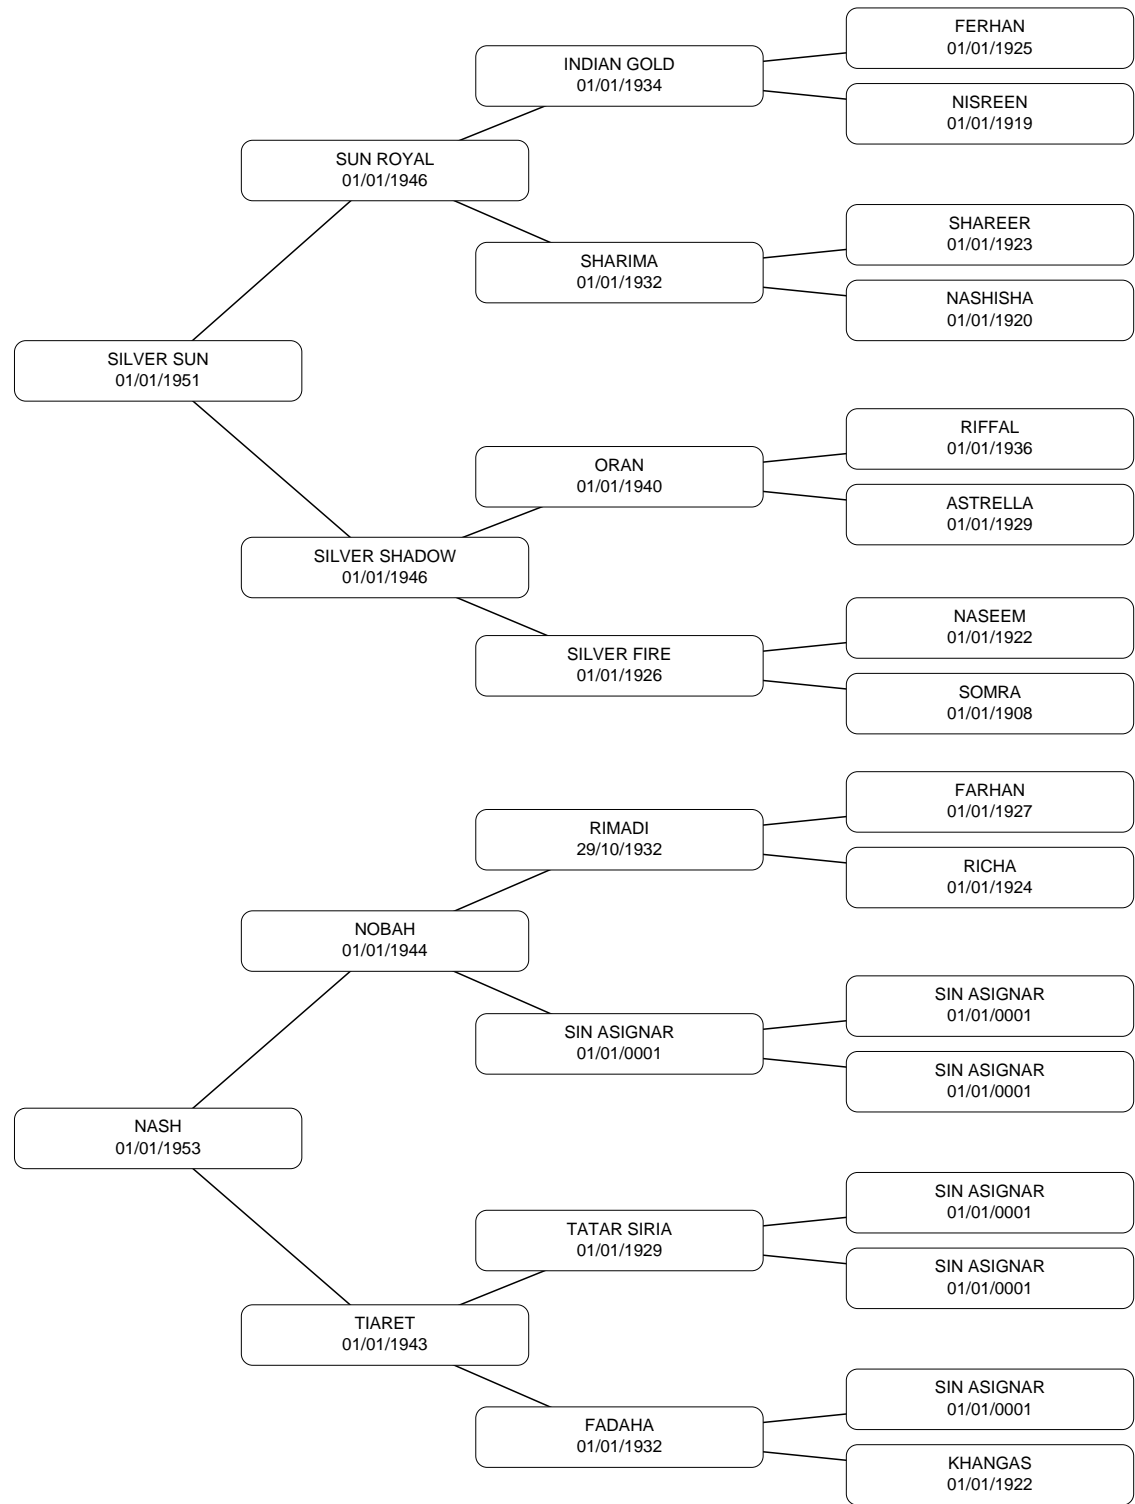 FERHAN
01/01/1925
INDIAN GOLD
01/01/1934
NISREEN
01/01/1919
SUN ROYAL
01/01/1946
SHAREER
01/01/1923
SHARIMA
01/01/1932
NASHISHA
01/01/1920
SILVER SUN
01/01/1951
RIFFAL
01/01/1936
ORAN
01/01/1940
ASTRELLA
01/01/1929
SILVER SHADOW
01/01/1946
NASEEM
01/01/1922
SILVER FIRE
01/01/1926
SOMRA
01/01/1908
FARHAN
01/01/1927
RIMADI
29/10/1932
RICHA
01/01/1924
NOBAH
01/01/1944
SIN ASIGNAR
01/01/0001
SIN ASIGNAR
01/01/0001
SIN ASIGNAR
01/01/0001
NASH
01/01/1953
SIN ASIGNAR
01/01/0001
TATAR SIRIA
01/01/1929
SIN ASIGNAR
01/01/0001
TIARET
01/01/1943
SIN ASIGNAR
01/01/0001
FADAHA
01/01/1932
KHANGAS
01/01/1922